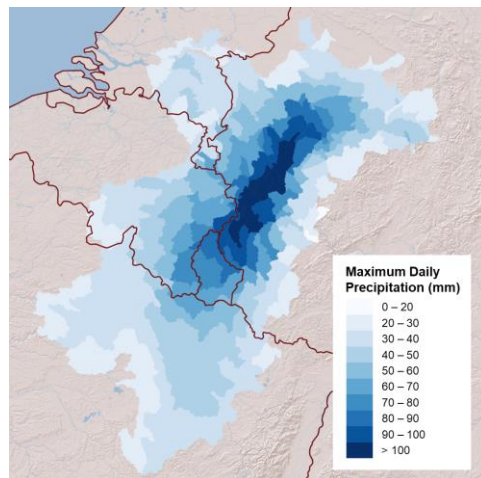 Maximum Daily
Precipitation (mm)
0 – 20
20 – 30
30 – 40
40 – 50
50 – 60
60 – 70
70 – 80
80 – 90
90 – 100
> 100